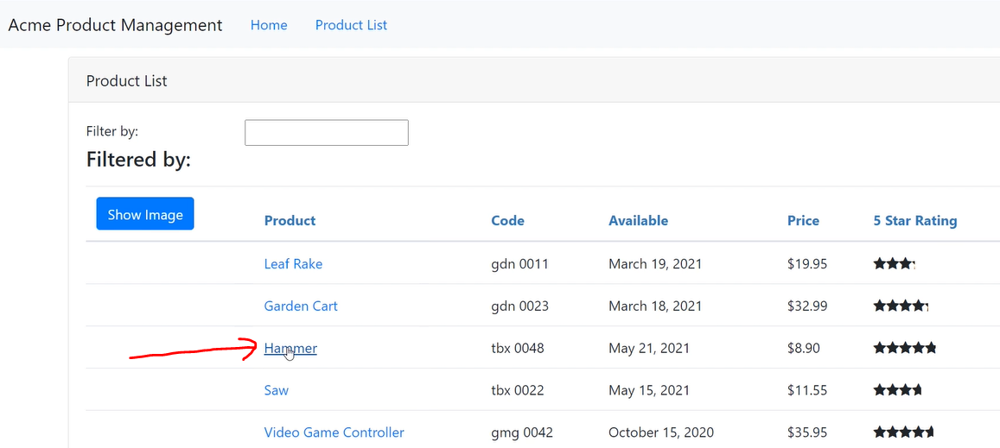 Acme Product Management Home Product List
Product List
Filter by:
Filtered by:
Show Image Product Code Available Price 5 Star Rating
Leaf Rake gdn 0011 March 19, 2021 $19.95
Garden Cart gdn 0023 March 18, 2021 $32.99
Hammer tbx 0048 May 21, 2021 $8.90
Saw tbx 0022 May 15, 2021 $11.55
Video Game Controller gmg 0042 October 15, 2020 $35.95